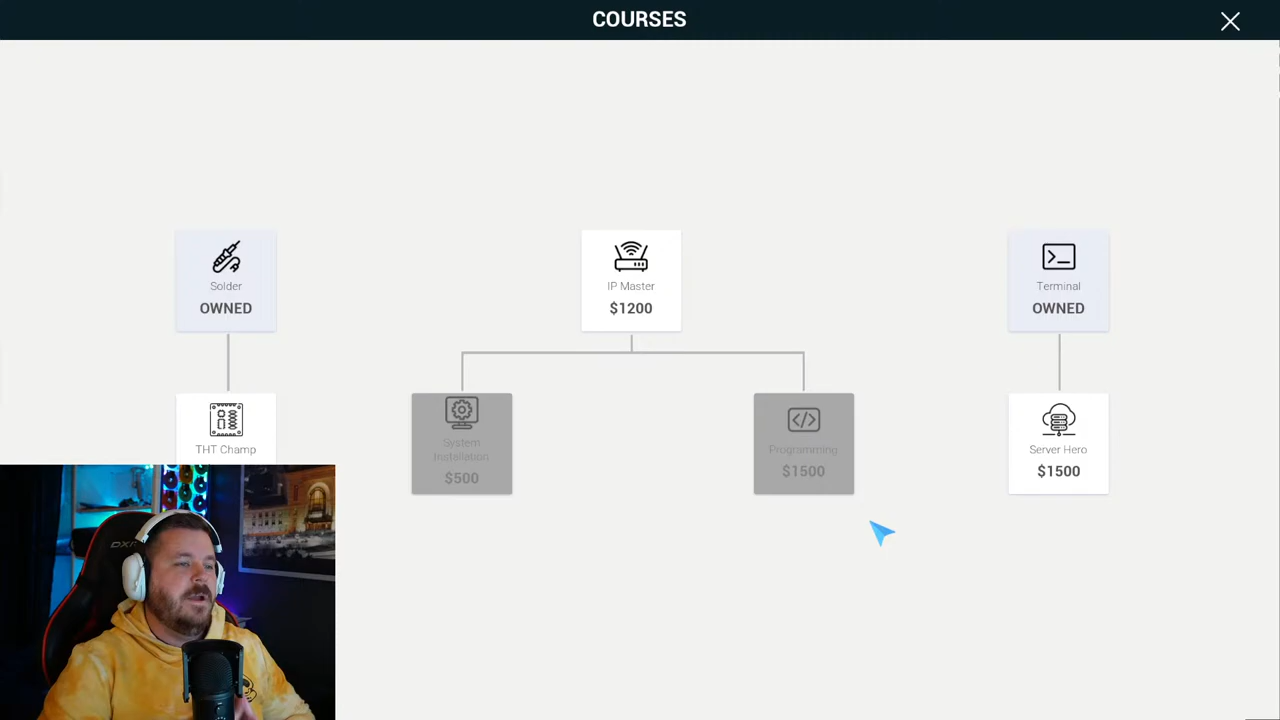 COURSES
Solder
OWNED
IP Master
$1200
Terminal
OWNED
THT Champ
System
Installation
$500
Programming
$1500
Server Hero
$1500